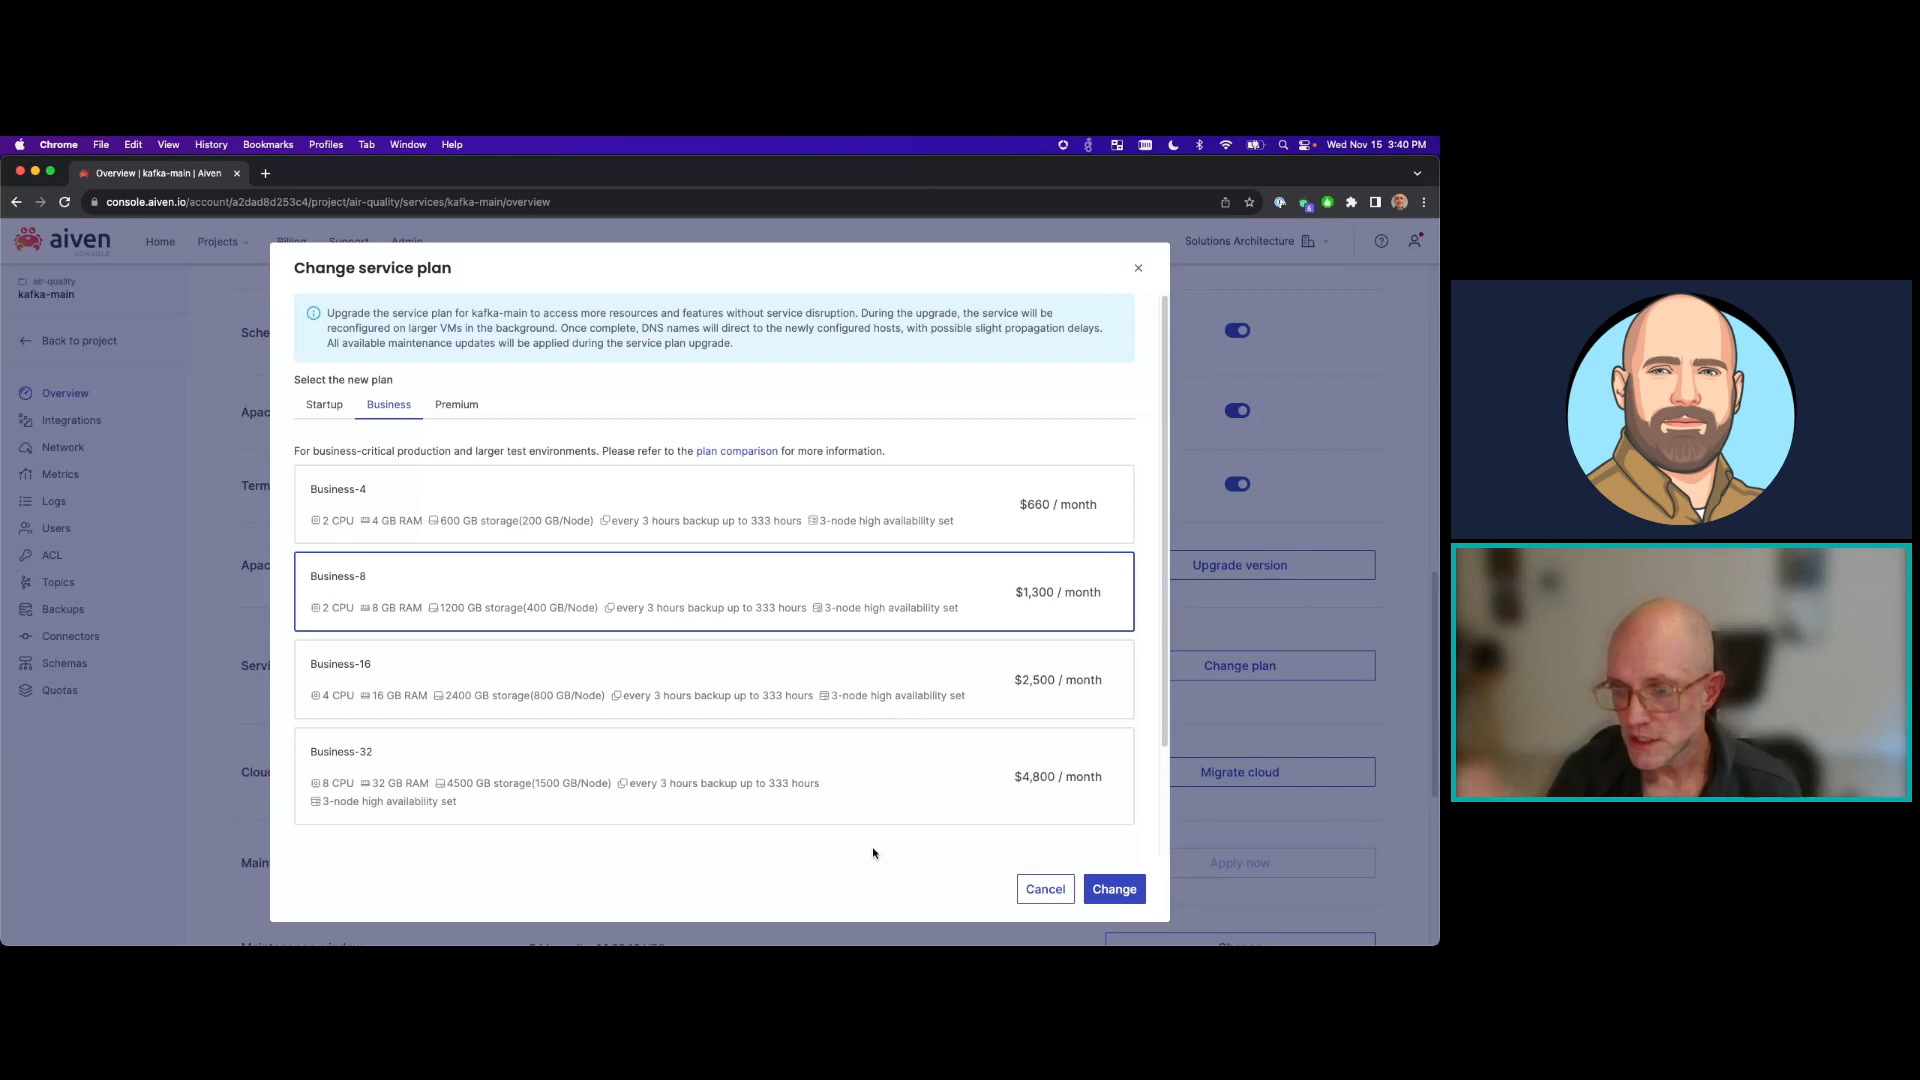 Chrome File Edit View History Bookmarks Profiles Tab Window Help Wed Nov 15 3:40 PM
Overview | kafka-main | Aiven
console.aiven.io/account/a2dad8d253c4/project/air-quality/services/kafka-main/overview
5
aiven
CONSOLE
Home Projects Billing Support Admin Solutions Architecture
air-quality
kafka-main
Back to project
Overview
Integrations
Network
Metrics
Logs
Users
ACL
Topics
Backups
Connectors
Schemas
Quotas
Sche
Apac
Term
Apac
Servi
Cloud
Main
Change service plan
Upgrade the service plan for kafka-main to access more resources and features without service disruption. During the upgrade, the service will be
reconfigured on larger VMs in the background. Once complete, DNS names will direct to the newly configured hosts, with possible slight propagation delays.
All available maintenance updates will be applied during the service plan upgrade.
Select the new plan
Startup Business Premium
For business-critical production and larger test environments. Please refer to the plan comparison for more information.
Business-4
2 CPU 4 GB RAM 600 GB storage(200 GB/Node) every 3 hours backup up to 333 hours 3-node high availability set
$660 / month
Business-8
2 CPU 8 GB RAM 1200 GB storage(400 GB/Node) every 3 hours backup up to 333 hours 3-node high availability set
$1,300 / month
Business-16
4 CPU 16 GB RAM 2400 GB storage(800 GB/Node) every 3 hours backup up to 333 hours 3-node high availability set
$2,500 / month
Business-32
8 CPU 32 GB RAM 4500 GB storage(1500 GB/Node) every 3 hours backup up to 333 hours
3-node high availability set
$4,800 / month
Cancel Change
Upgrade version
Change plan
Migrate cloud
Apply now